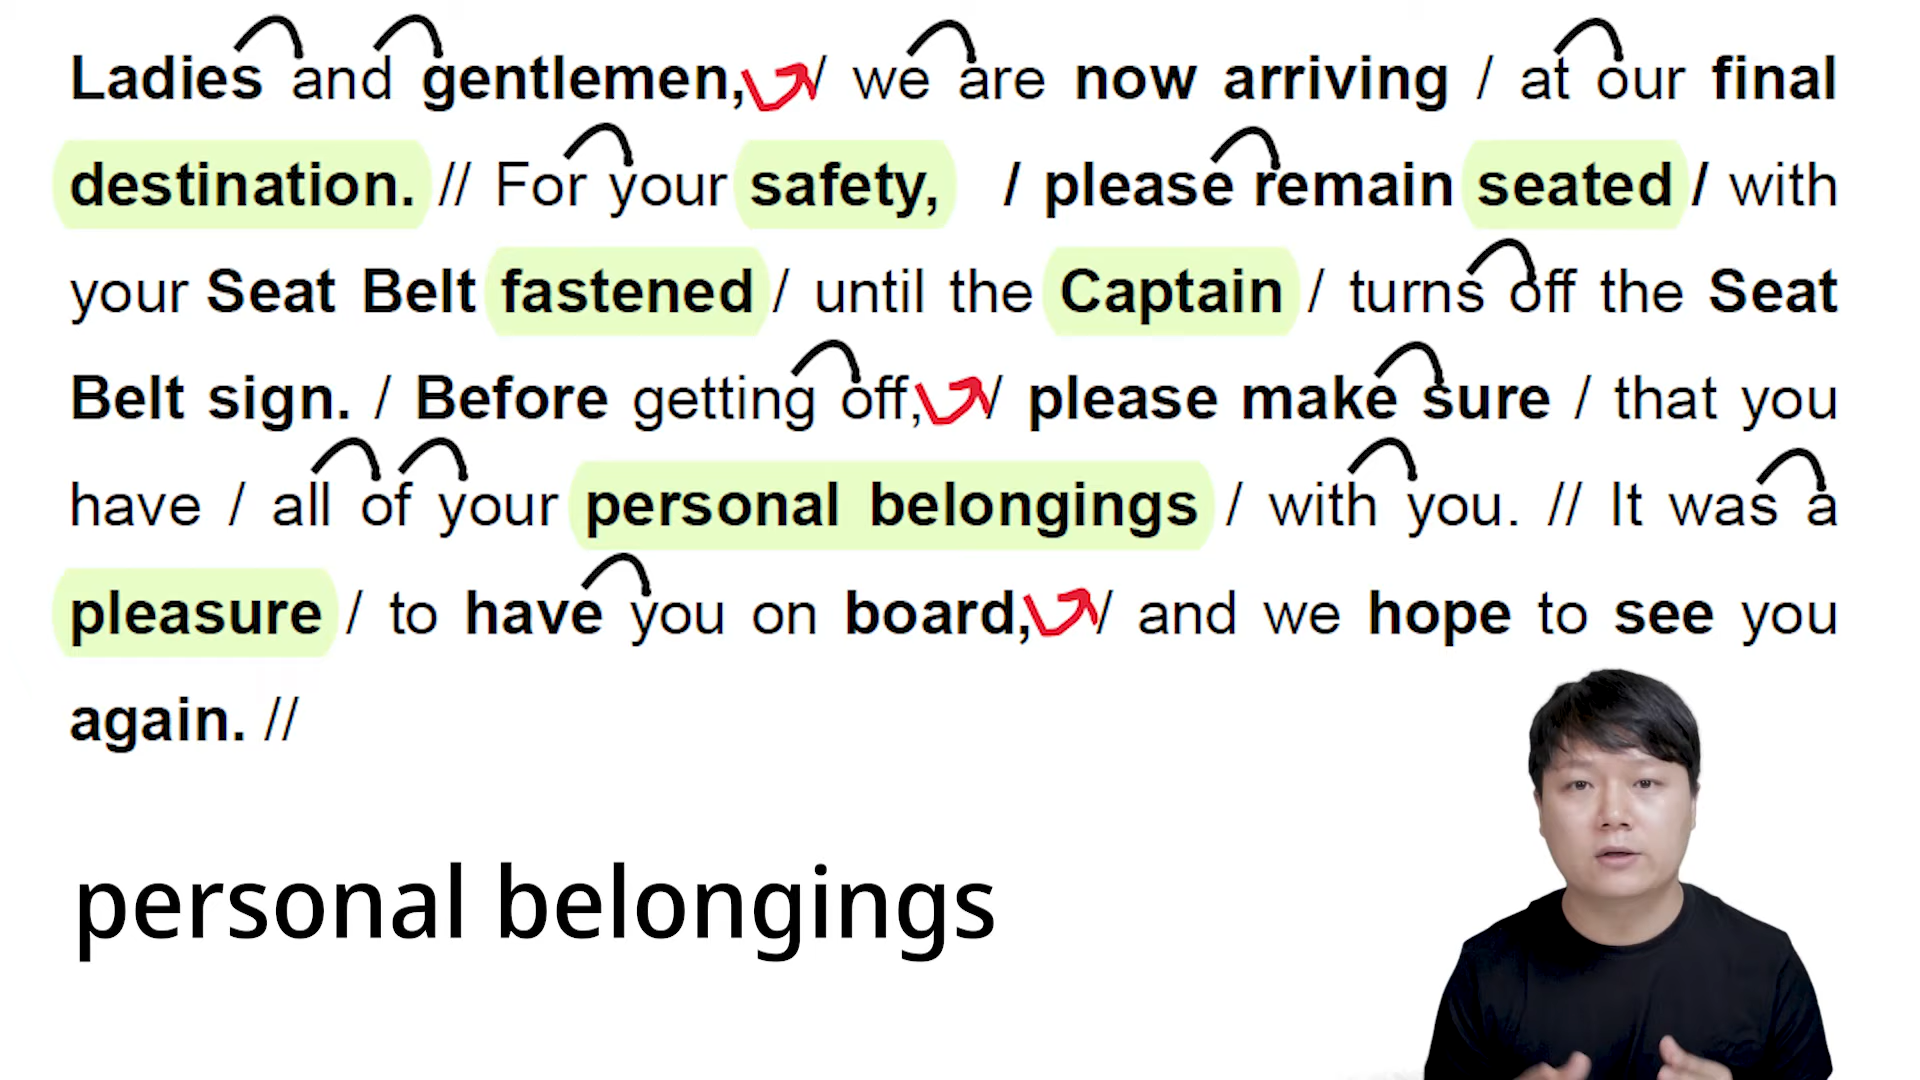 Ladies and gentlemen, / we are now arriving / at our final
destination. // For your safety, / please remain seated / with
your Seat Belt fastened / until the Captain / turns off the Seat
Belt sign. / Before getting off, / please make sure / that you
have / all of your personal belongings / with you. // It was a
pleasure / to have you on board, / and we hope to see you
again. //
personal belongings